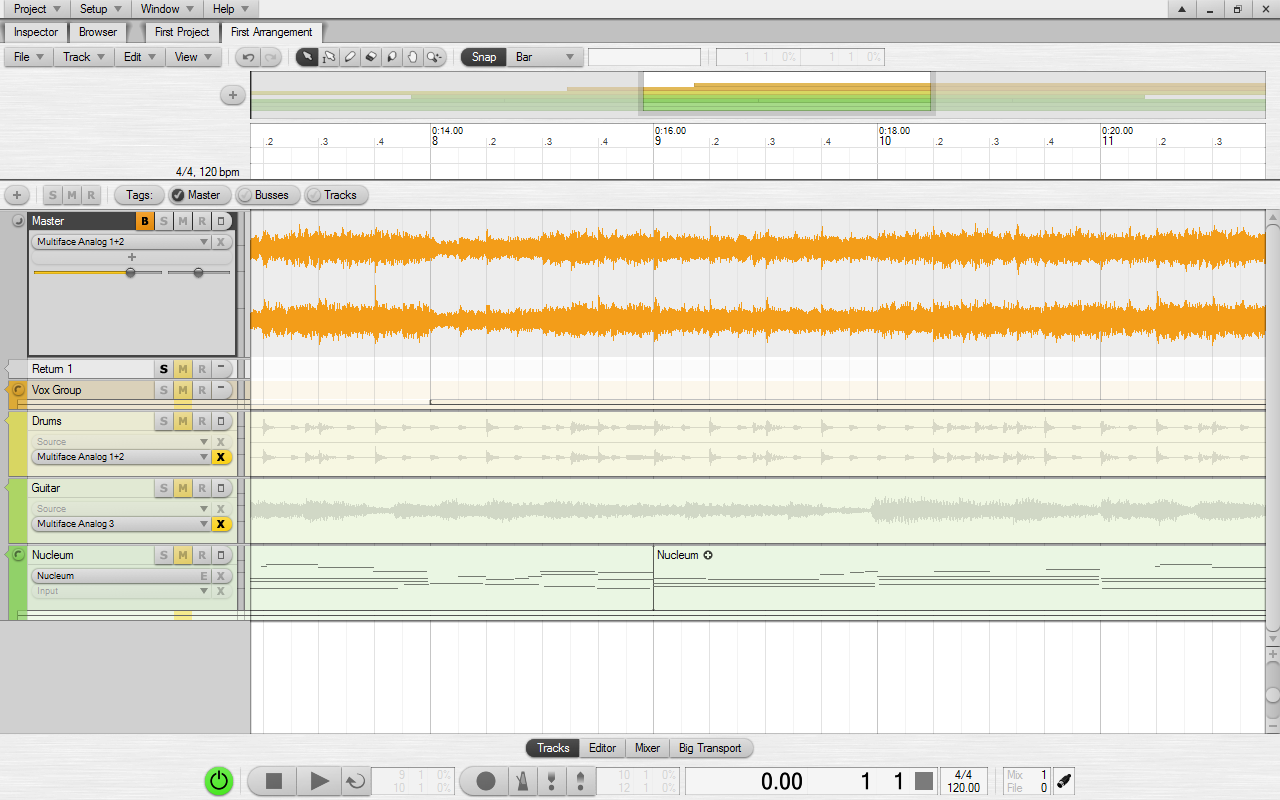 Project Setup Window Help
Inspector Browser First Project First Arrangement
File Track Edit View Snap Bar 1 1 0% 1 1 0%
0:14.00 0:16.00 0:18.00 0:20.00
.2 .3 .4 8 .2 .3 .4 9 .2 .3 .4 10 .2 .3 .4 11 .2 .3
4/4, 120 bpm
S M R Tags: Master Busses Tracks
Master B S M R
Multiface Analog 1+2 X
Return 1 S M R
Vox Group S M R
Drums S M R
Source X
Multiface Analog 1+2 X
Guitar S M R
Source X
Multiface Analog 3 X
Nucleum S M R Nucleum
Nucleum E X
Input X
Tracks Editor Mixer Big Transport
9 1 0% 10 1 0% 4/4 Mix 1
0.00 1 1
10 1 0% 12 1 0% 120.00 File 0